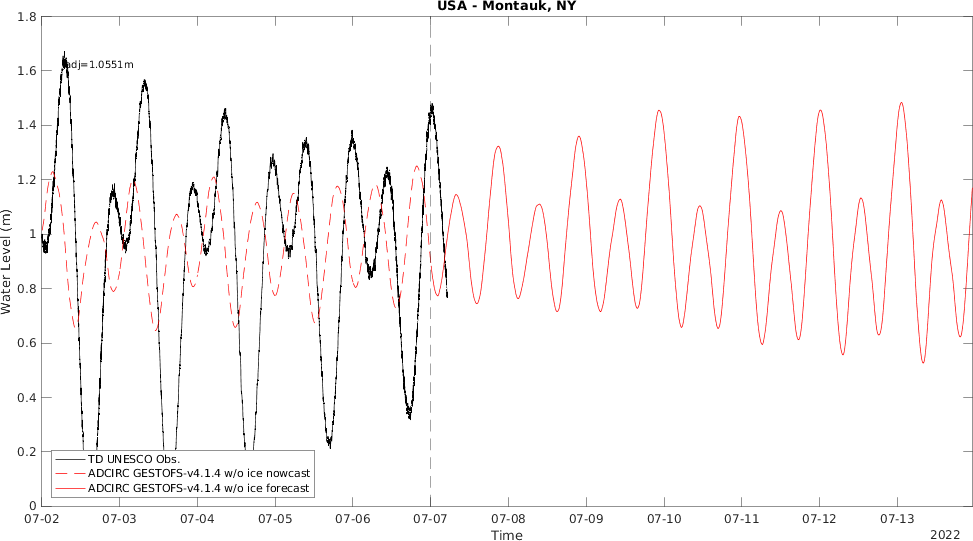 USA - Montauk, NY
1.8
1.6
1.4
1.2
1
0.8
0.6
0.4
0.2
0
Water Level (m)
adj=1.0551m
TD UNESCO Obs.
ADCIRC GESTOFS-v4.1.4 w/o ice nowcast
ADCIRC GESTOFS-v4.1.4 w/o ice forecast
07-02 07-03 07-04 07-05 07-06 07-07 07-08 07-09 07-10 07-11 07-12 07-13
Time
2022